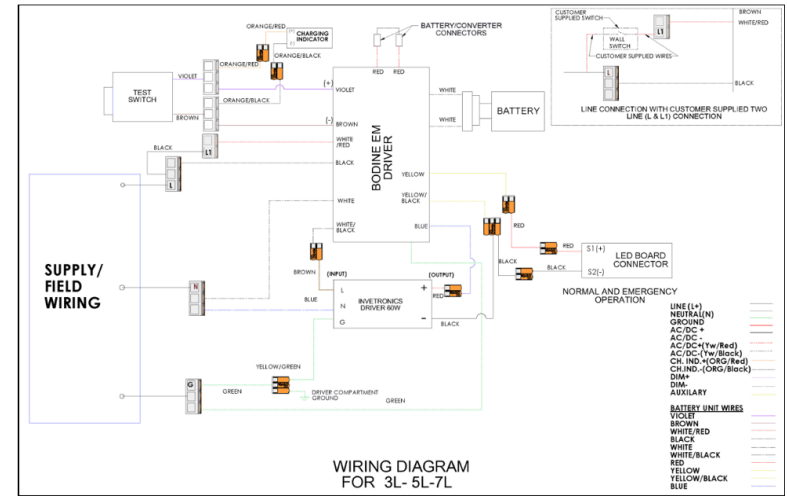 ORANGE/RED
CHARGING
INDICATOR
ORANGE/BLACK
BATTERY/CONVERTER
CONNECTORS
CUSTOMER
SUPPLIED SWITCH
WALL
SWITCH
CUSTOMER SUPPLIED WIRES
L1
BROWN
WHITE/RED
L
BLACK
LINE CONNECTION WITH CUSTOMER SUPPLIED TWO
LINE (L & L1) CONNECTION
TEST
SWITCH
VIOLET
ORANGE/RED
ORANGE/BLACK
BROWN
RED
RED
(+)
VIOLET
(-)
BROWN
WHITE
/RED
BLACK
WHITE
WHITE/
BLACK
BODINE EM
DRIVER
YELLOW
YELLOW/
BLACK
BLUE
WHITE
WHITE
BATTERY
BLACK
L1
L
SUPPLY/
FIELD
WIRING
N
G
BROWN
BLUE
(INPUT)
(OUTPUT)
L
N
G
INVETRONICS
DRIVER 60W
+
-
RED
BLACK
RED
BLACK
RED
BLACK
S1(+)
S2(-)
LED BOARD
CONNECTOR
NORMAL AND EMERGENCY
OPERATION
YELLOW/GREEN
GREEN
DRIVER COMPARTMENT
GROUND
GREEN
LINE(L+)
NEUTRAL(N)
GROUND
AC/DC +
AC/DC -
AC/DC+(Yw/Red)
AC/DC-(Yw/Black)
CH. IND.+(ORG/Red)
CH.IND.-(ORG/Black)
DIM+
DIM-
AUXILARY
BATTERY UNIT WIRES
VIOLET
BROWN
WHITE/RED
BLACK
WHITE
WHITE/BLACK
RED
YELLOW
YELLOW/BLACK
BLUE
WIRING DIAGRAM
FOR 3L- 5L-7L